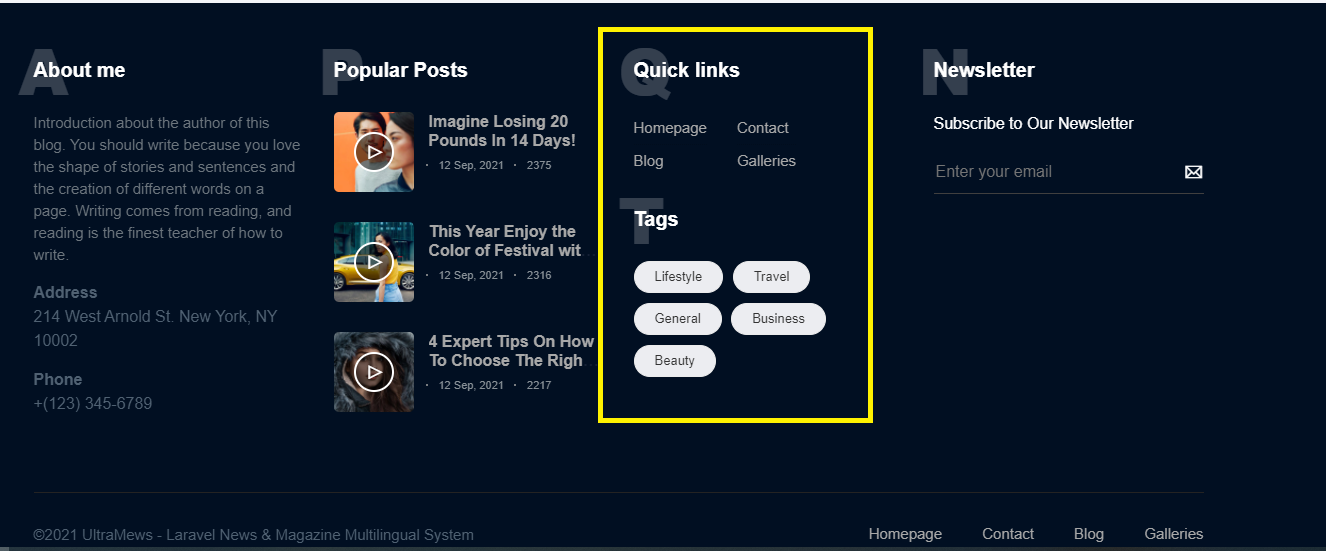 A
About me
Introduction about the author of this
blog. You should write because you love
the shape of stories and sentences and
the creation of different words on a
page. Writing comes from reading, and
reading is the finest teacher of how to
write.
Address
214 West Arnold St. New York, NY
10002
Phone
+(123) 345-6789
P
Popular Posts
Imagine Losing 20
Pounds In 14 Days!
• 12 Sep, 2021 • 2375
This Year Enjoy the
Color of Festival wit...
• 12 Sep, 2021 • 2316
4 Expert Tips On How
To Choose The Righ...
• 12 Sep, 2021 • 2217
Q
Quick links
Homepage Contact
Blog Galleries
T
Tags
Lifestyle Travel
General Business
Beauty
N
Newsletter
Subscribe to Our Newsletter
Enter your email
©2021 UltraMews - Laravel News & Magazine Multilingual System
Homepage Contact Blog Galleries